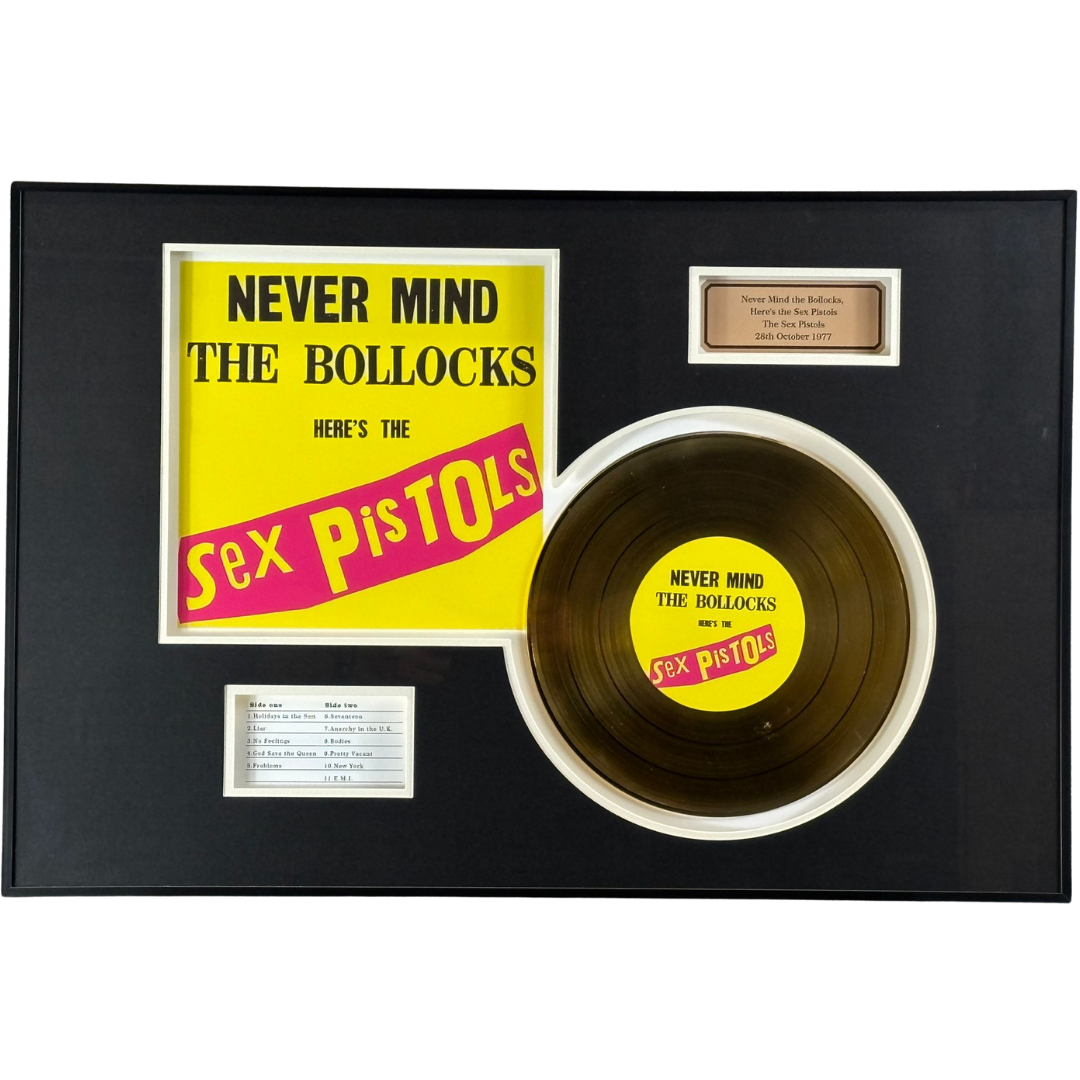 NEVER MIND
THE BOLLOCKS
HERE'S THE
Sex PisTOLS
Never Mind the Bollocks,
Here's the Sex Pistols
The Sex Pistols
28th October 1977
NEVER MIND
THE BOLLOCKS
HERE'S THE
Sex PisTOLS
Side one Side two
1.Holidays in the Sun 6.Seventeen
2.Liar 7.Anarchy in the U.K.
3.No Feelings 8.Bodies
4.God Save the Queen 9.Pretty Vacant
5.Problems 10.New York
11.E.M.I.